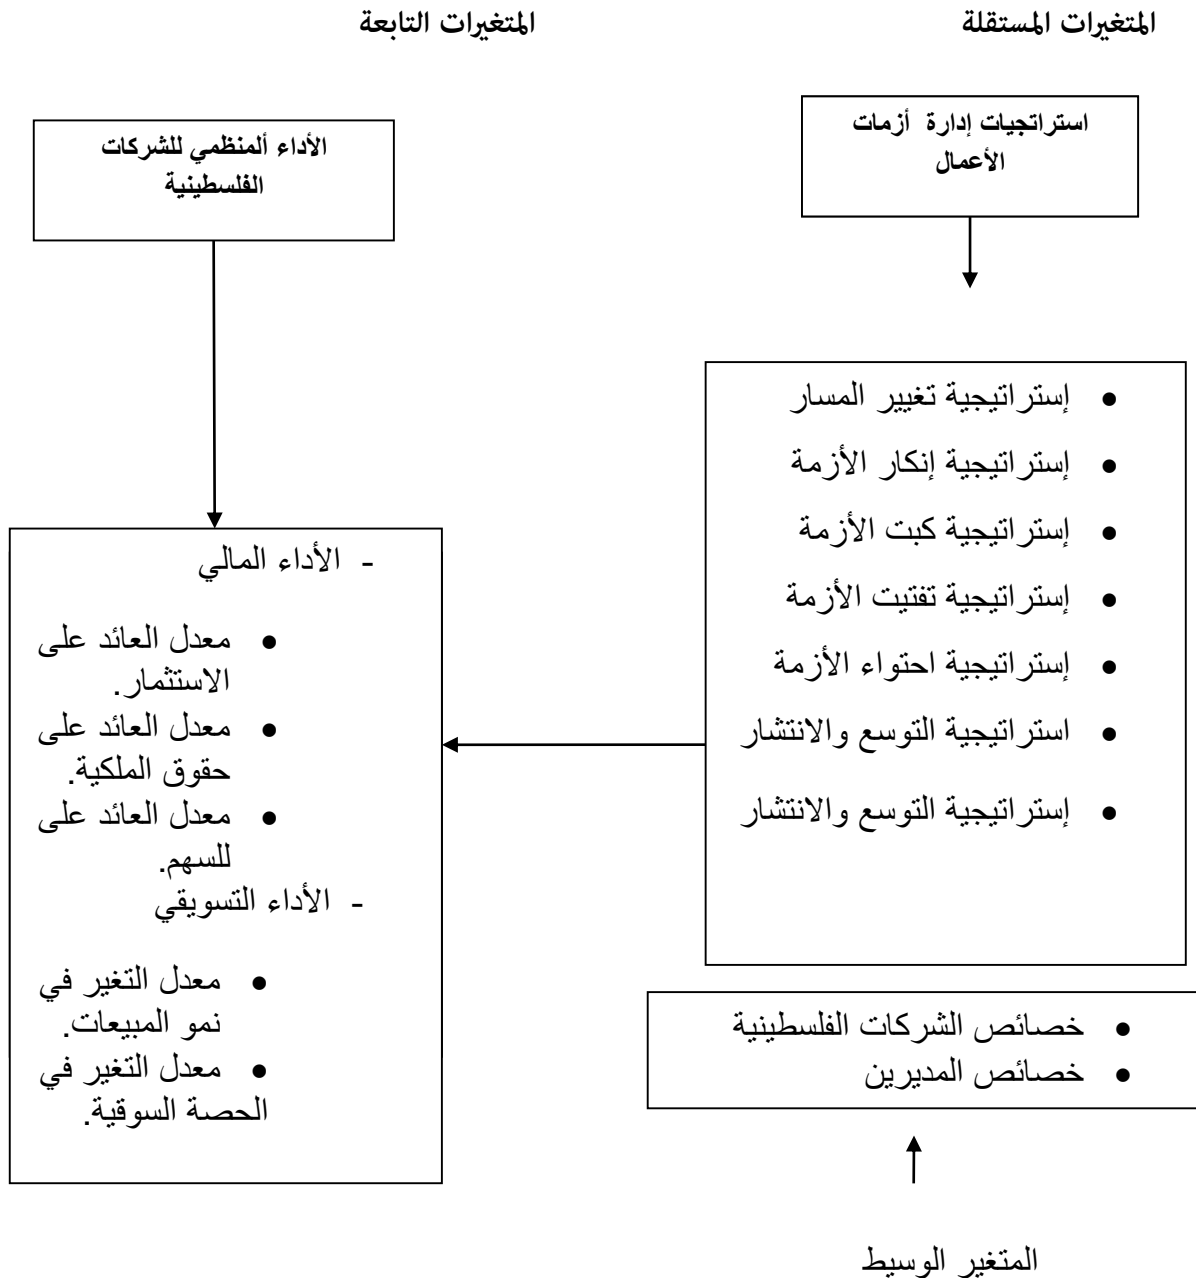 المتغيرات المستقلة
المتغيرات التابعة
استراتجيات إدارة أزمات
الأعمال
الأداء ألمنظمي للشركات
الفلسطينية
• إستراتيجية تغيير المسار
• إستراتيجية إنكار الأزمة
• إستراتيجية كبت الأزمة
• إستراتيجية تفتيت الأزمة
• إستراتيجية احتواء الأزمة
• استراتيجية التوسع والانتشار
• إستراتيجية التوسع والانتشار
- الأداء المالي
• معدل العائد على
الاستثمار.
• معدل العائد على
حقوق الملكية.
• معدل العائد على
للسهم.
- الأداء التسويقي
• معدل التغير في
نمو المبيعات.
• معدل التغير في
الحصة السوقية.
• خصائص الشركات الفلسطينية
• خصائص المديرين
المتغير الوسيط